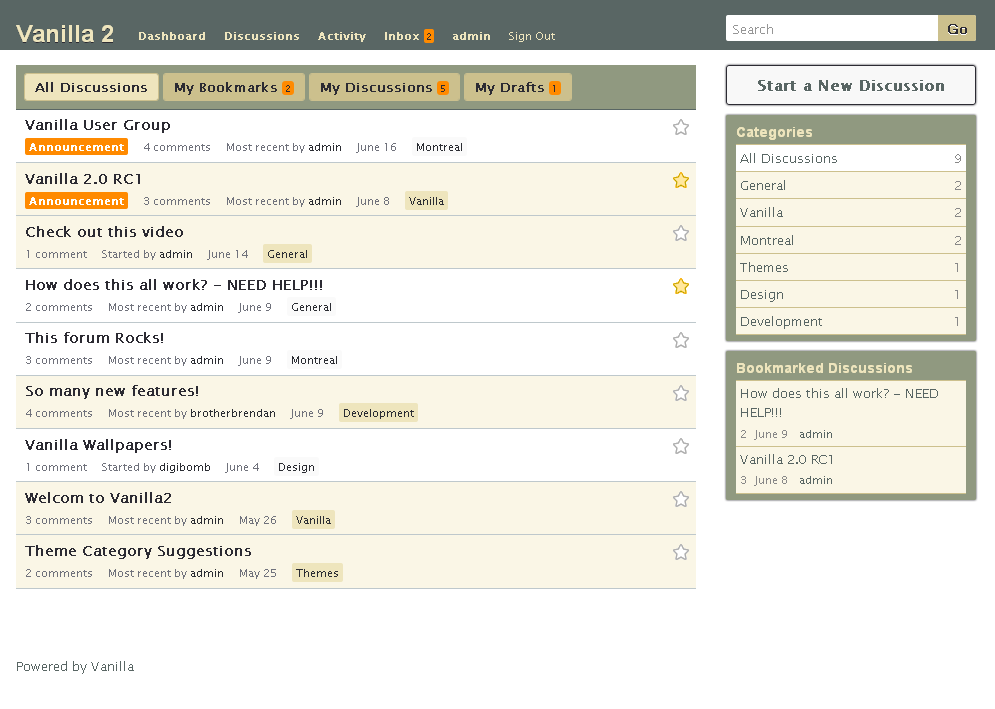 Vanilla 2 Dashboard Discussions Activity Inbox 2 admin Sign Out Search Go
All Discussions My Bookmarks 2 My Discussions 5 My Drafts 1
Vanilla User Group
Announcement 4 comments Most recent by admin June 16 Montreal
Vanilla 2.0 RC1
Announcement 3 comments Most recent by admin June 8 Vanilla
Check out this video
1 comment Started by admin June 14 General
How does this all work? – NEED HELP!!!
2 comments Most recent by admin June 9 General
This forum Rocks!
3 comments Most recent by admin June 9 Montreal
So many new features!
4 comments Most recent by brotherbrendan June 9 Development
Vanilla Wallpapers!
1 comment Started by digibomb June 4 Design
Welcom to Vanilla2
3 comments Most recent by admin May 26 Vanilla
Theme Category Suggestions
2 comments Most recent by admin May 25 Themes
Start a New Discussion
Categories
All Discussions 9
General 2
Vanilla 2
Montreal 2
Themes 1
Design 1
Development 1
Bookmarked Discussions
How does this all work? – NEED
HELP!!!
2 June 9 admin
Vanilla 2.0 RC1
3 June 8 admin
Powered by Vanilla